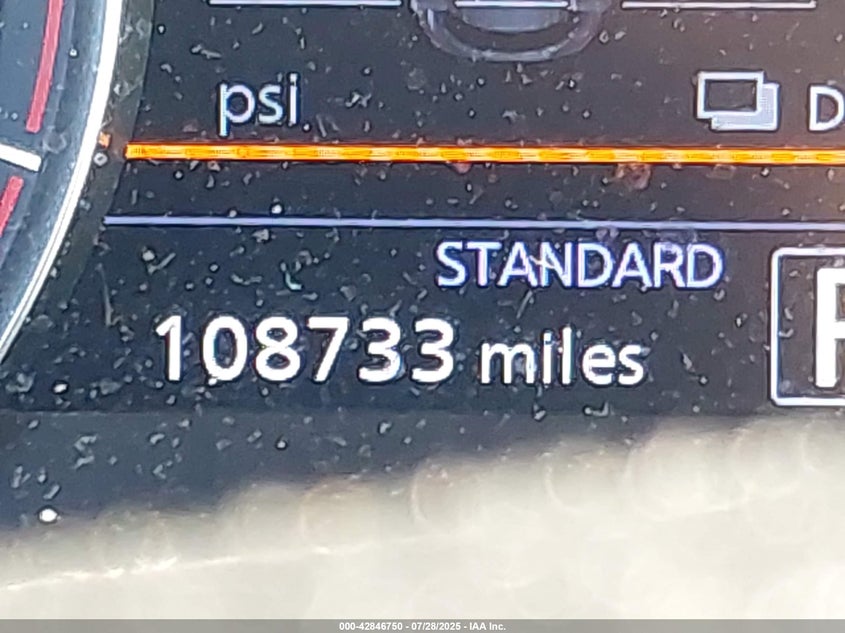 psi
D
STANDARD
108733 miles
P
000-42846750 - 07/28/2025 - IAA Inc.